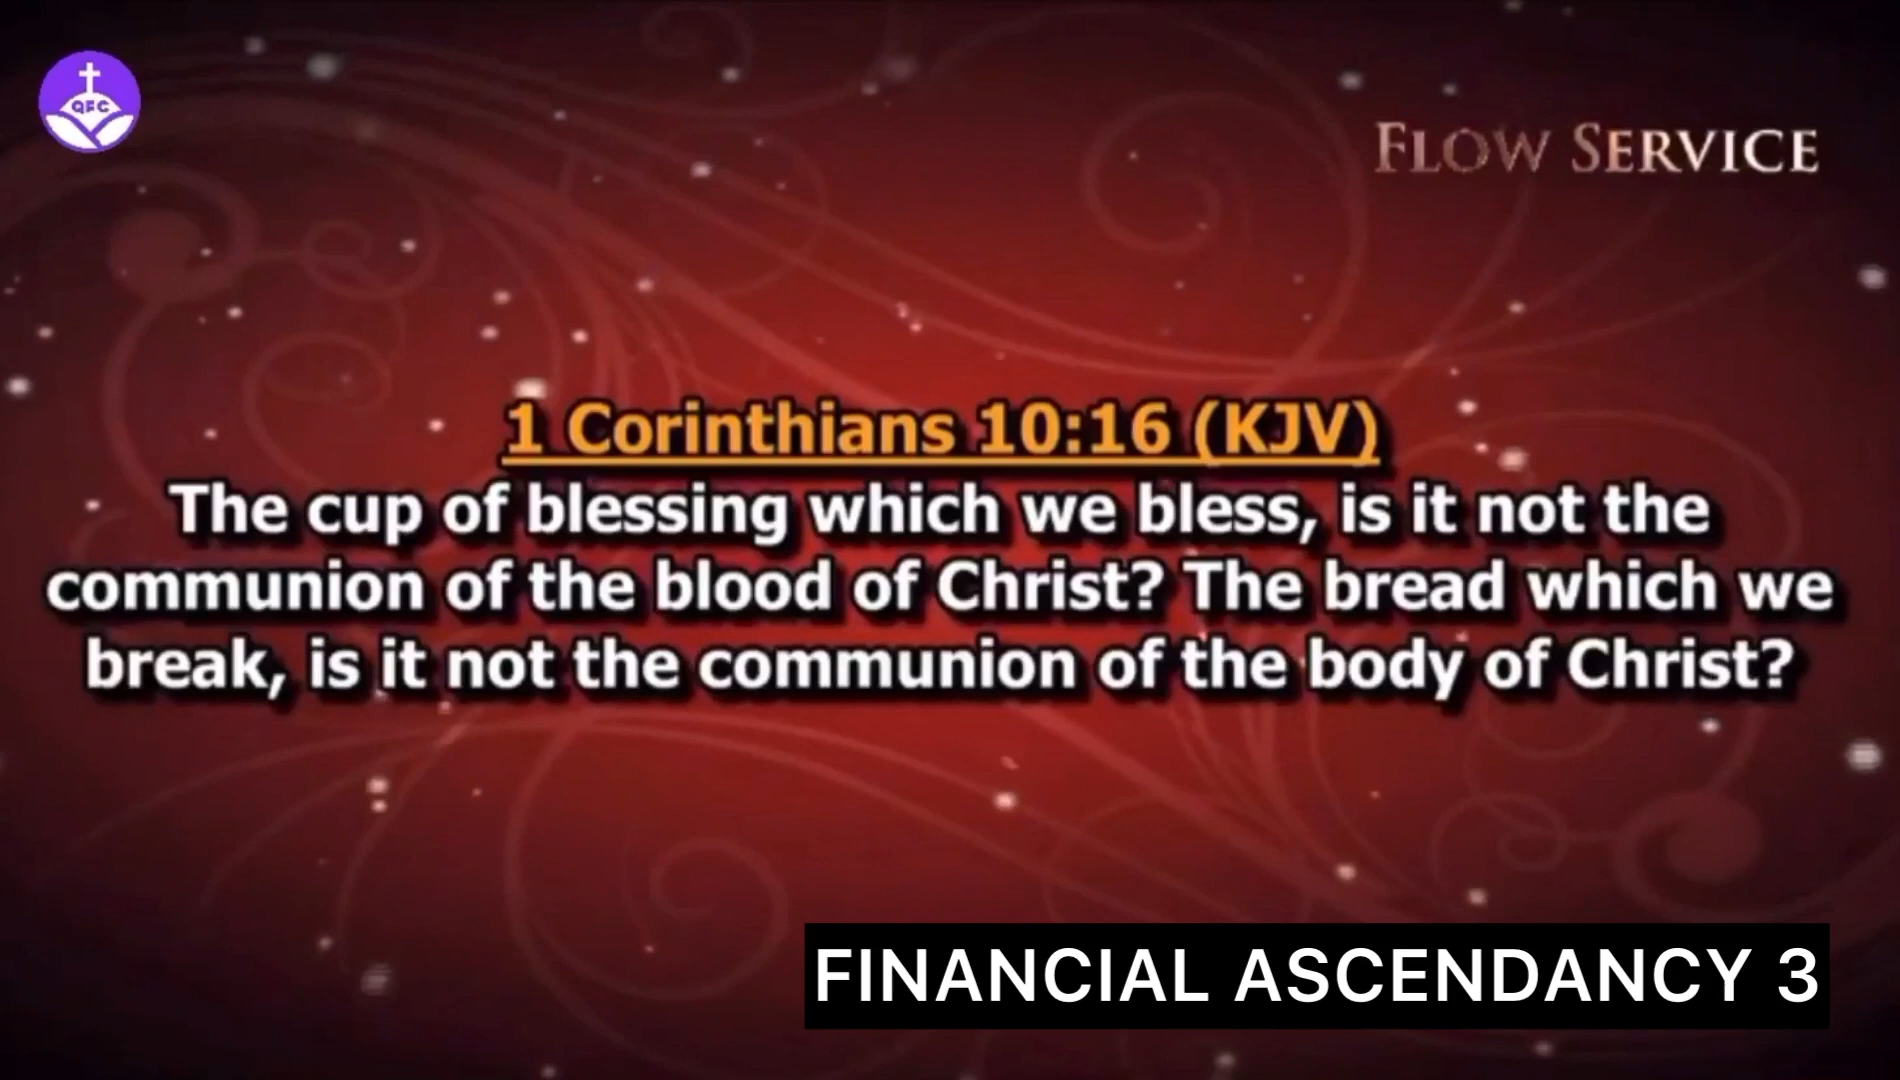 QFC
FLOW SERVICE
1 Corinthians 10:16 (KJV)
The cup of blessing which we bless, is it not the
communion of the blood of Christ? The bread which we
break, is it not the communion of the body of Christ?
FINANCIAL ASCENDANCY 3